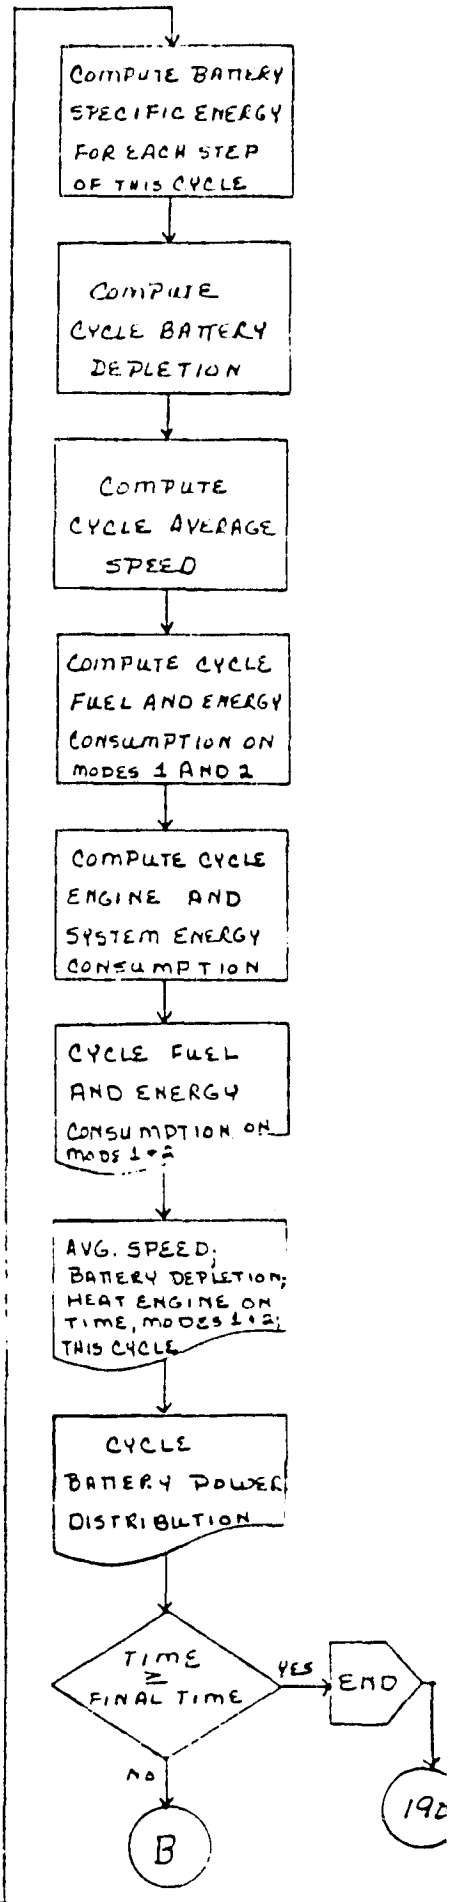 COMPUTE BATTERY
SPECIFIC ENERGY
FOR EACH STEP
OF THIS CYCLE
COMPUTE
CYCLE BATTERY
DEPLETION
COMPUTE
CYCLE AVERAGE
SPEED
COMPUTE CYCLE
FUEL AND ENERGY
CONSUMPTION ON
MODES 1 AND 2
COMPUTE CYCLE
ENGINE AND
SYSTEM ENERGY
CONSUMPTION
CYCLE FUEL
AND ENERGY
CONSUMPTION ON
MODE 1 + 2
AVG. SPEED;
BATTERY DEPLETION;
HEAT ENGINE ON
TIME, MODES 1 + 2;
THIS CYCLE
CYCLE
BATTERY POWER
DISTRIBUTION
TIME
≥
FINAL TIME
YES
END
NO
B